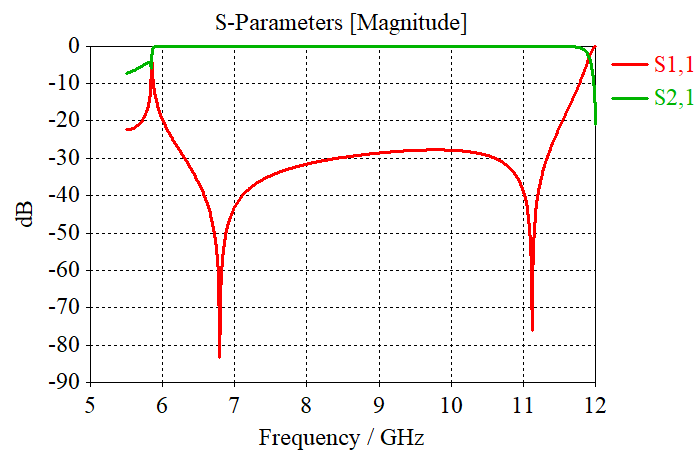 S-Parameters [Magnitude]
0
-10
-20
-30
-40
-50
-60
-70
-80
-90
dB
5 6 7 8 9 10 11 12
Frequency / GHz
S1,1
S2,1